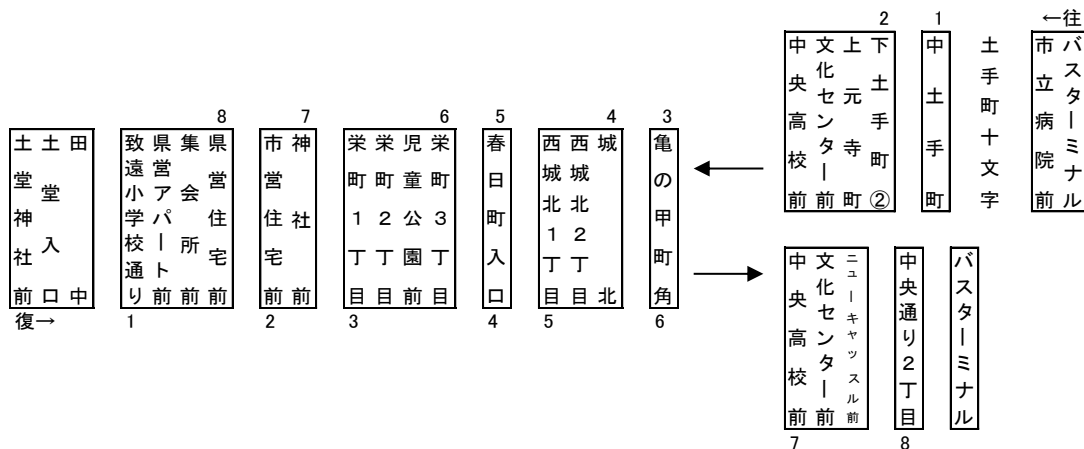 ←往
バスターミナル
市立病院前
土手町十文字
1
中土手町
2
下土手町②
上元寺町
文化センター前
中央高校前
3
亀の甲町角
4
城北
西城北2丁目
西城北1丁目
5
春日町入口
6
栄町3丁目
児童公園前
栄町2丁目
栄町1丁目
7
神社前
市営住宅前
8
県営住宅前
集会所前
県営アパート前
致遠小学校通り
田中
土堂入口
土堂神社前
復→
1
2
3
4
5
6
中央高校前
文化センター前
ニューキャッスル前
7
中央通り2丁目
8
バスターミナル